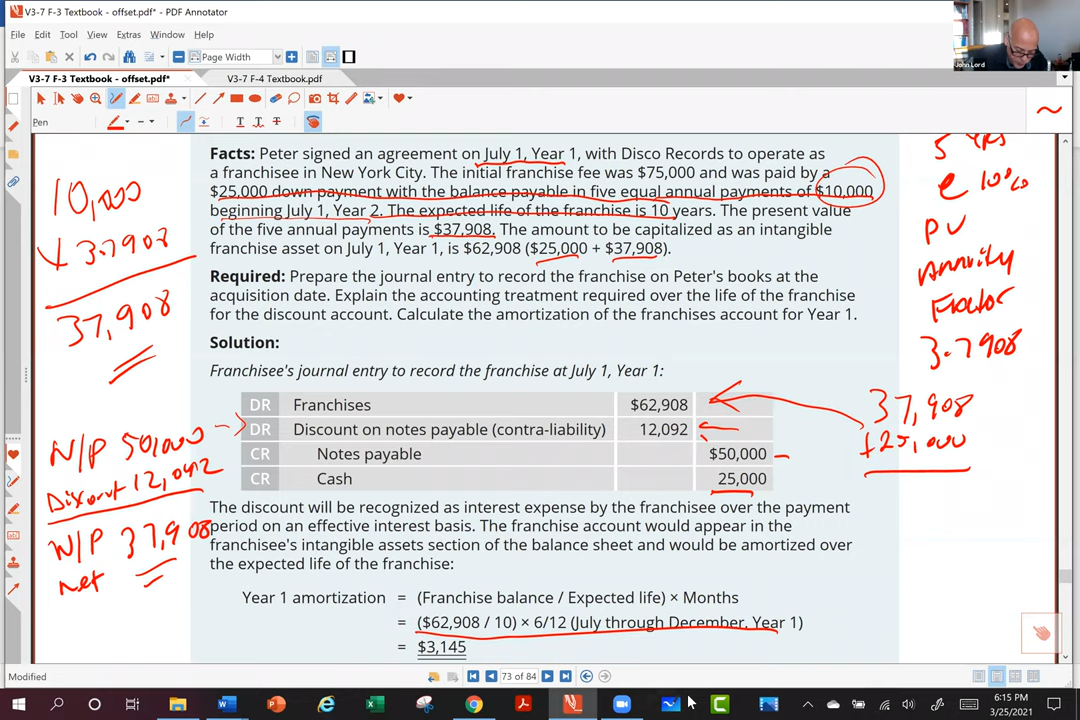 V3-7 F-3 Textbook - offset.pdf* - PDF Annotator
File Edit Tool View Extras Window Help
Page Width
V3-7 F-3 Textbook - offset.pdf* V3-7 F-4 Textbook.pdf
Pen
John Lord
Facts: Peter signed an agreement on July 1, Year 1, with Disco Records to operate as
a franchisee in New York City. The initial franchise fee was $75,000 and was paid by a
$25,000 down payment with the balance payable in five equal annual payments of $10,000
beginning July 1, Year 2. The expected life of the franchise is 10 years. The present value
of the five annual payments is $37,908. The amount to be capitalized as an intangible
franchise asset on July 1, Year 1, is $62,908 ($25,000 + $37,908).
Required: Prepare the journal entry to record the franchise on Peter's books at the
acquisition date. Explain the accounting treatment required over the life of the franchise
for the discount account. Calculate the amortization of the franchises account for Year 1.
Solution:
Franchisee's journal entry to record the franchise at July 1, Year 1:
DR Franchises $62,908
DR Discount on notes payable (contra-liability) 12,092
CR Notes payable $50,000
CR Cash 25,000
The discount will be recognized as interest expense by the franchisee over the payment
period on an effective interest basis. The franchise account would appear in the
franchisee's intangible assets section of the balance sheet and would be amortized over
the expected life of the franchise:
Year 1 amortization = (Franchise balance / Expected life) × Months
= ($62,908 / 10) × 6/12 (July through December, Year 1)
= $3,145
10,000
x 3.7908
37,908
N/P 50,000
Discount 12,092
N/P 37,908
net
5 YRS
@ 10%
PV
Annuity
Factor
3.7908
37,908
+25,000
Modified
73 of 84
6:15 PM
3/25/2021